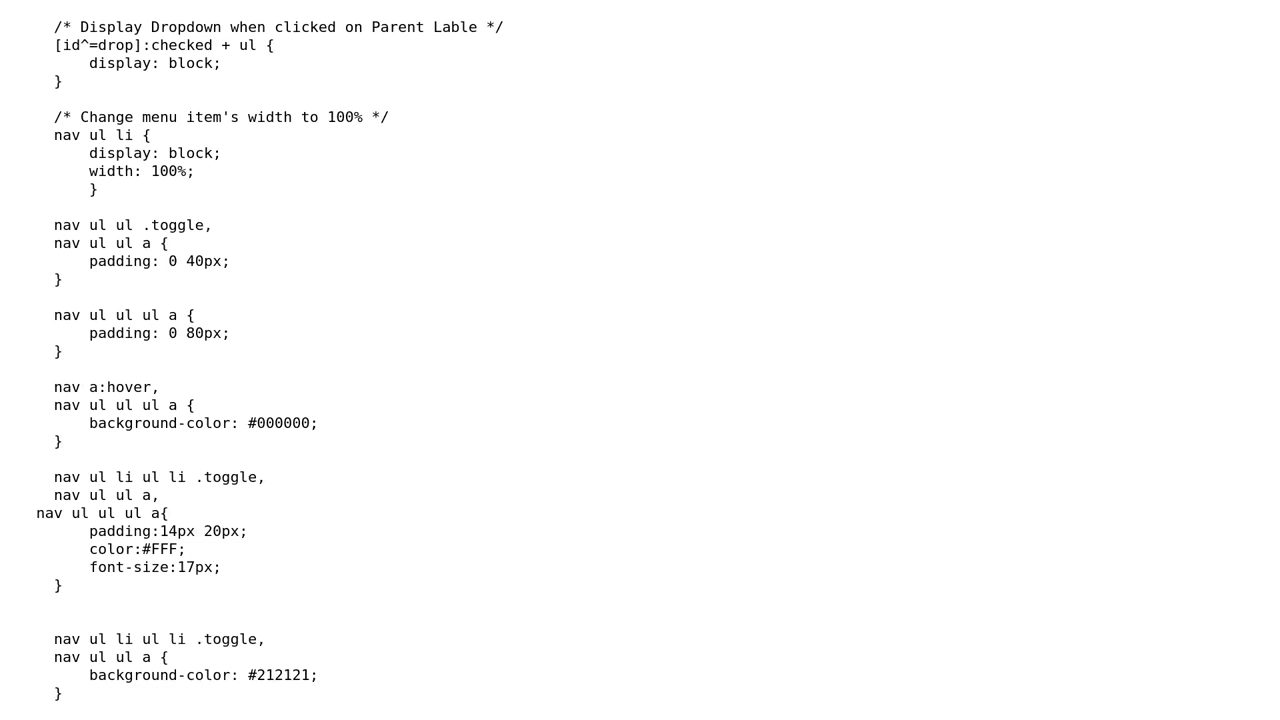 /* Display Dropdown when clicked on Parent Lable */
[id^=drop]:checked + ul {
display: block;
}
/* Change menu item's width to 100% */
nav ul li {
display: block;
width: 100%;
}
nav ul ul .toggle,
nav ul ul a {
padding: 0 40px;
}
nav ul ul ul a {
padding: 0 80px;
}
nav a:hover,
nav ul ul ul a {
background-color: #000000;
}
nav ul li ul li .toggle,
nav ul ul a,
nav ul ul ul a{
padding:14px 20px;
color:#FFF;
font-size:17px;
}
nav ul li ul li .toggle,
nav ul ul a {
background-color: #212121;
}